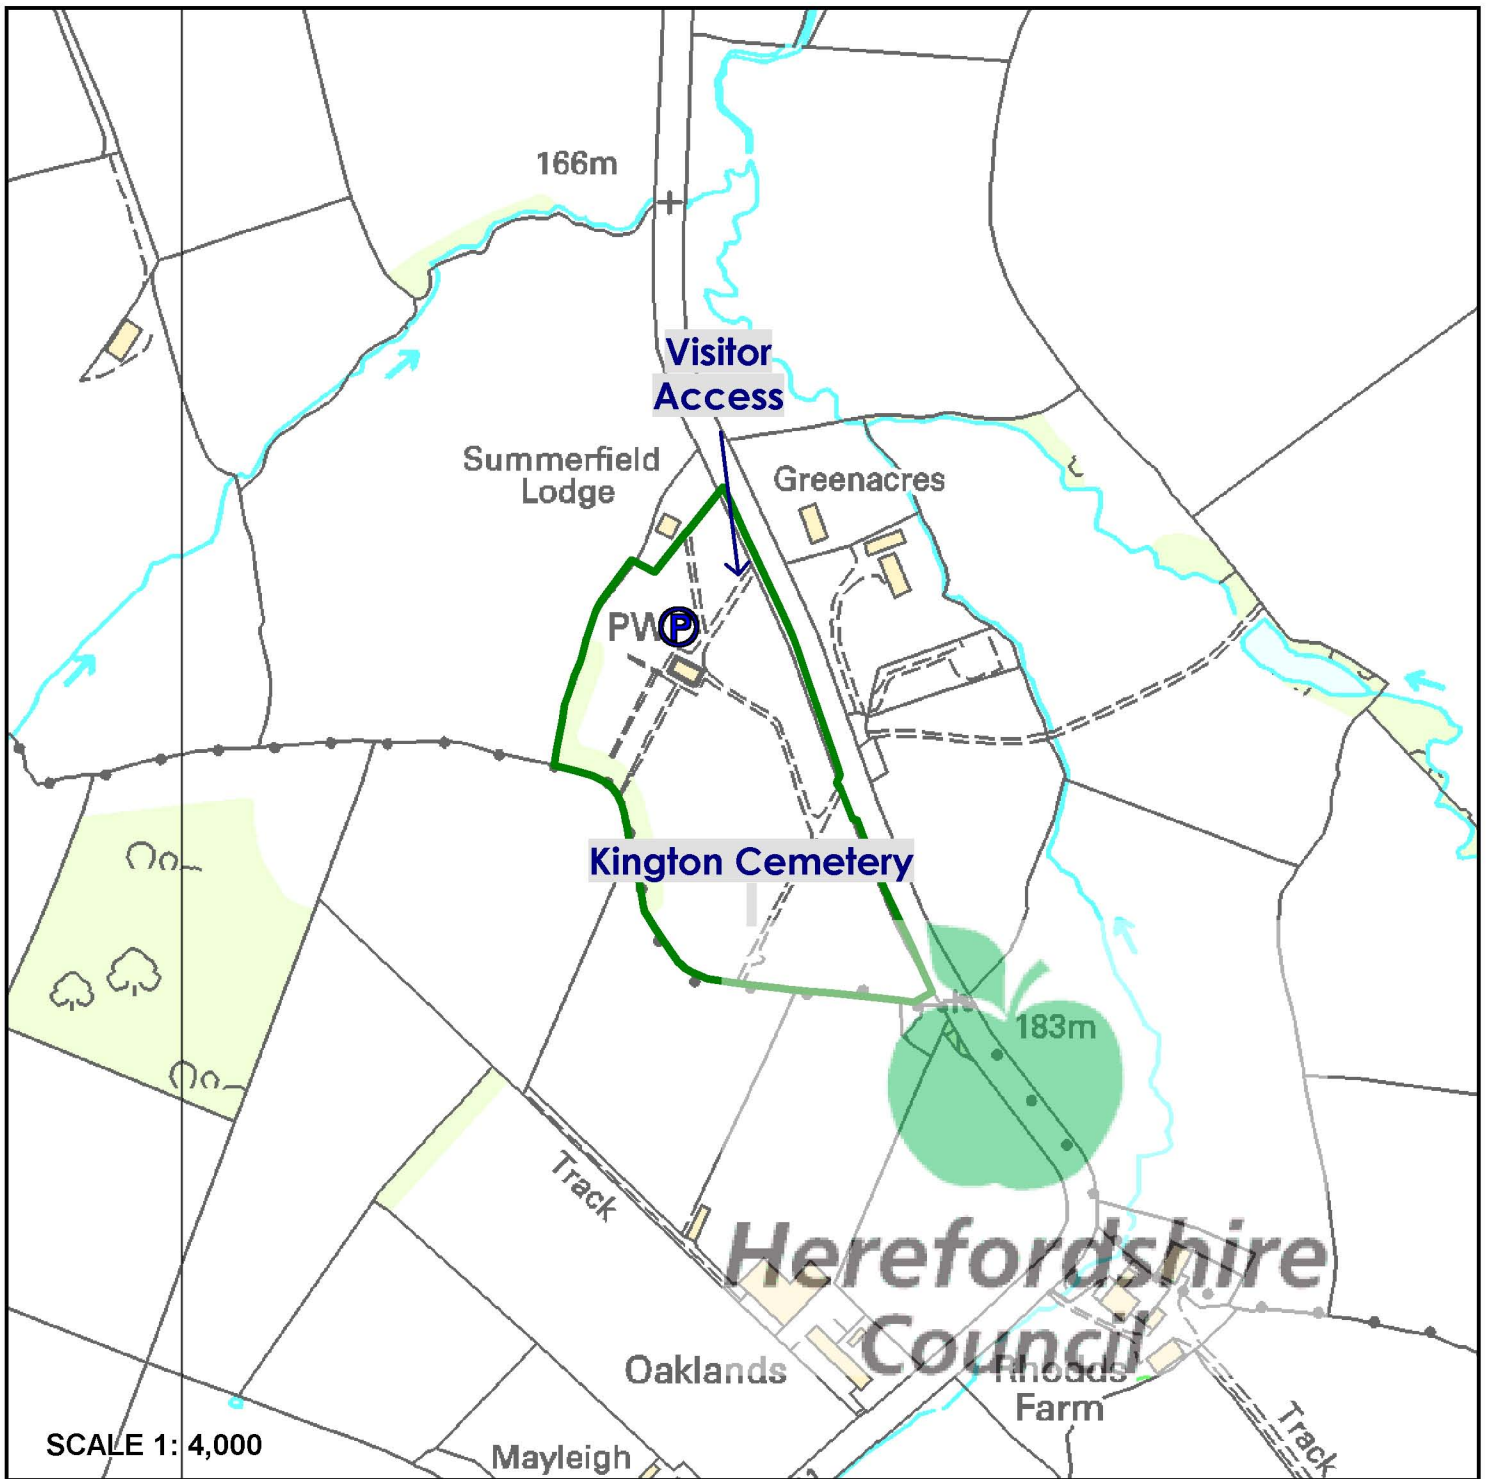 166m
Visitor
Access
Summerfield
Lodge
Greenacres
PW
P
Kington Cemetery
183m
Track
Herefordshire
Council
Oaklands
Rhoads
Farm
Track
SCALE 1: 4,000
Mayleigh